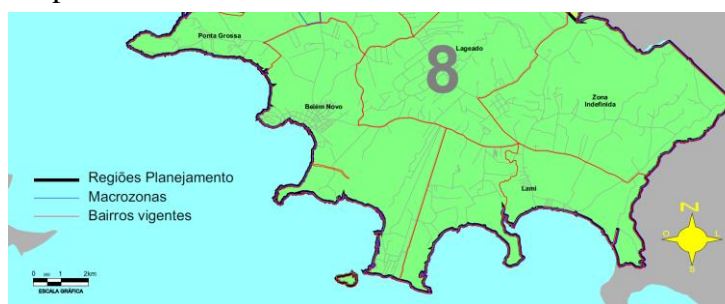 Ponta Grossa
Lageado
8
Zona
Indefinida
Belém Novo
Lami
Regiões Planejamento
Macrozonas
Bairros vigentes
N
O
L
S
0
1
2km
ESCALA GRÁFICA